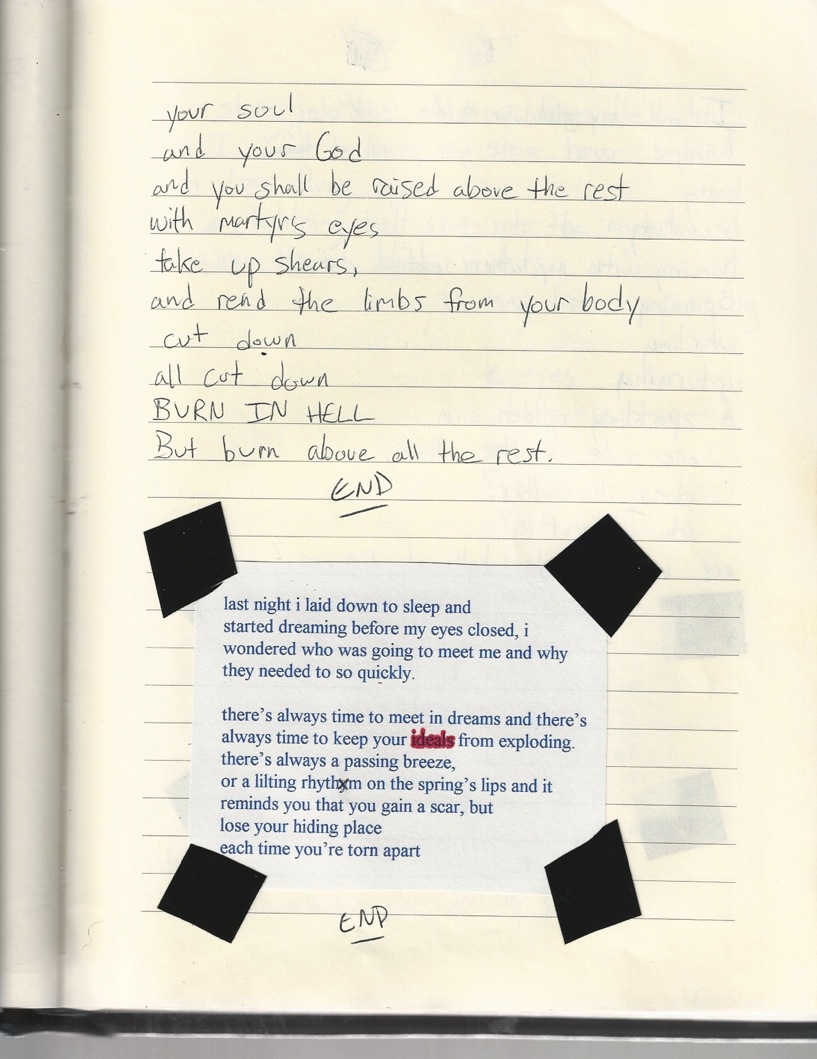 your soul
and your God
and you shall be raised above the rest
with martyr's eyes
take up shears,
and rend the limbs from your body
cut down
all cut down
BURN IN HELL
But burn above all the rest.
END
last night i laid down to sleep and
started dreaming before my eyes closed, i
wondered who was going to meet me and why
they needed to so quickly.
there's always time to meet in dreams and there's
always time to keep your ideals from exploding.
there's always a passing breeze,
or a lilting rhythm on the spring's lips and it
reminds you that you gain a scar, but
lose your hiding place
each time you're torn apart
END